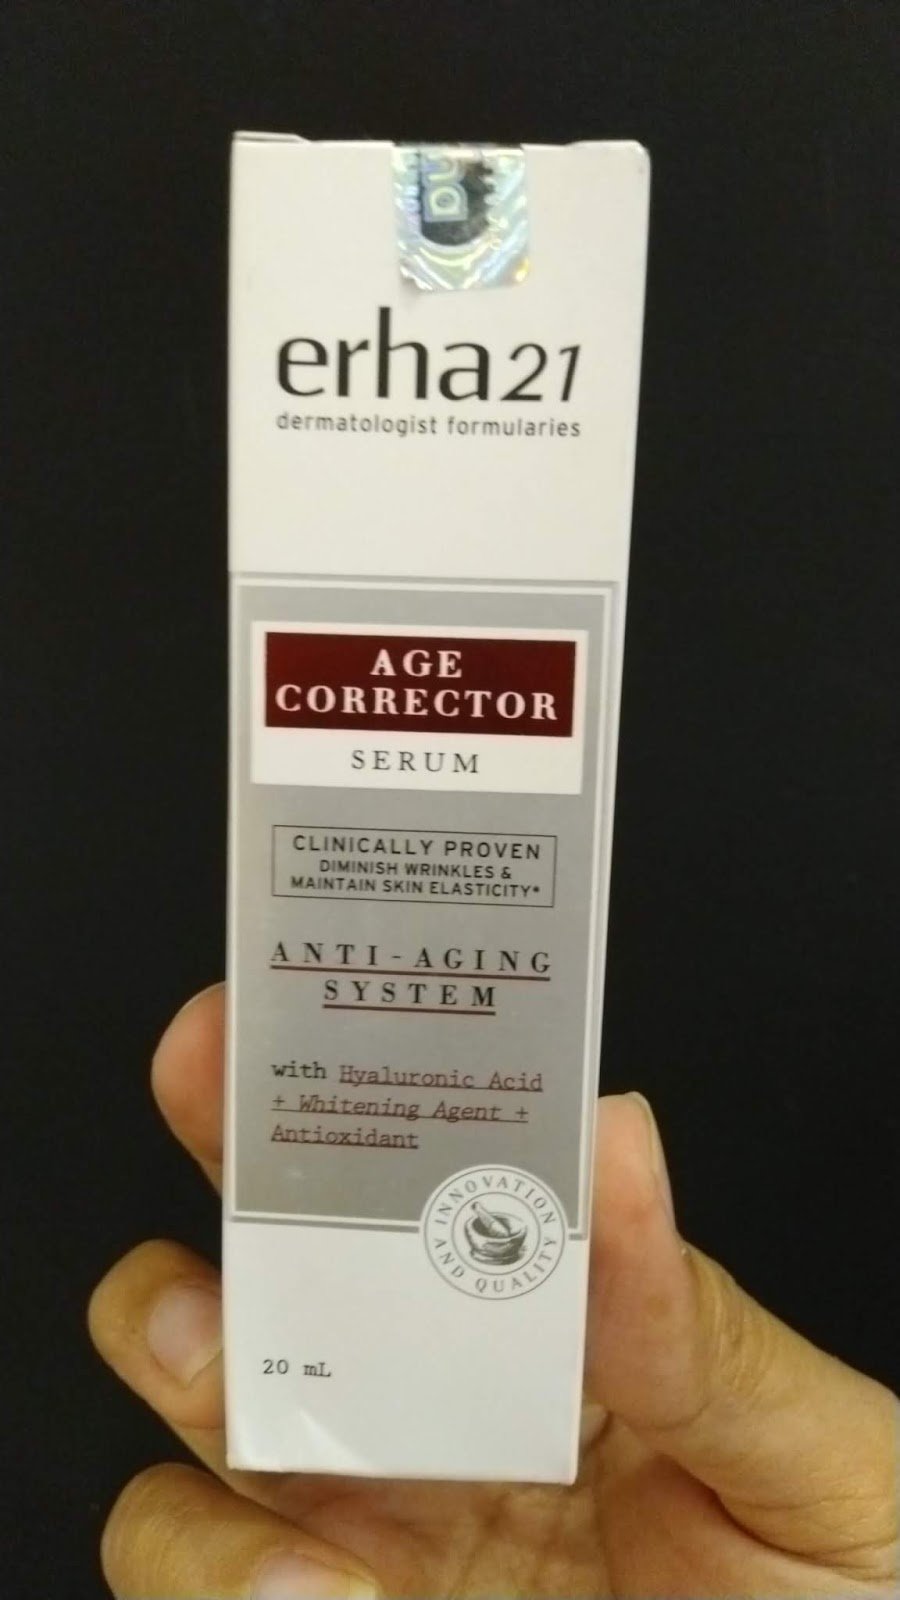 erha21
dermatologist formularies
AGE
CORRECTOR
SERUM
CLINICALLY PROVEN
DIMINISH WRINKLES &
MAINTAIN SKIN ELASTICITY*
ANTI-AGING
SYSTEM
with Hyaluronic Acid
+ Whitening Agent +
Antioxidant
INNOVATION
AND QUALITY
20 mL